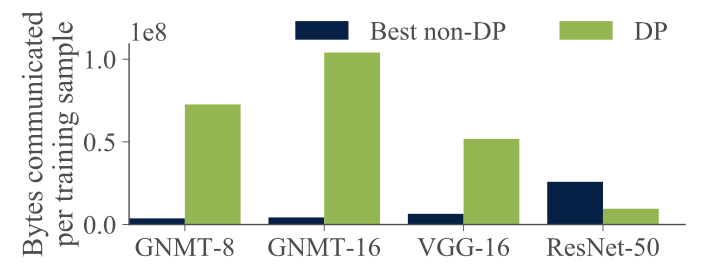 Bytes communicated
per training sample
1e8
Best non-DP
DP
1.0
0.5
0.0
GNMT-8
GNMT-16
VGG-16
ResNet-50